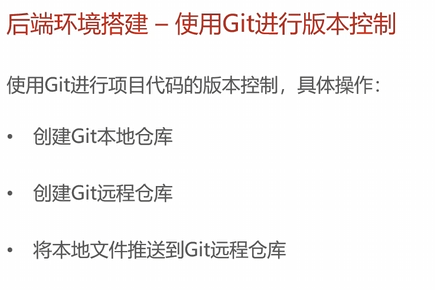 后端环境搭建 – 使用Git进行版本控制
使用Git进行项目代码的版本控制，具体操作：
• 创建Git本地仓库
• 创建Git远程仓库
• 将本地文件推送到Git远程仓库